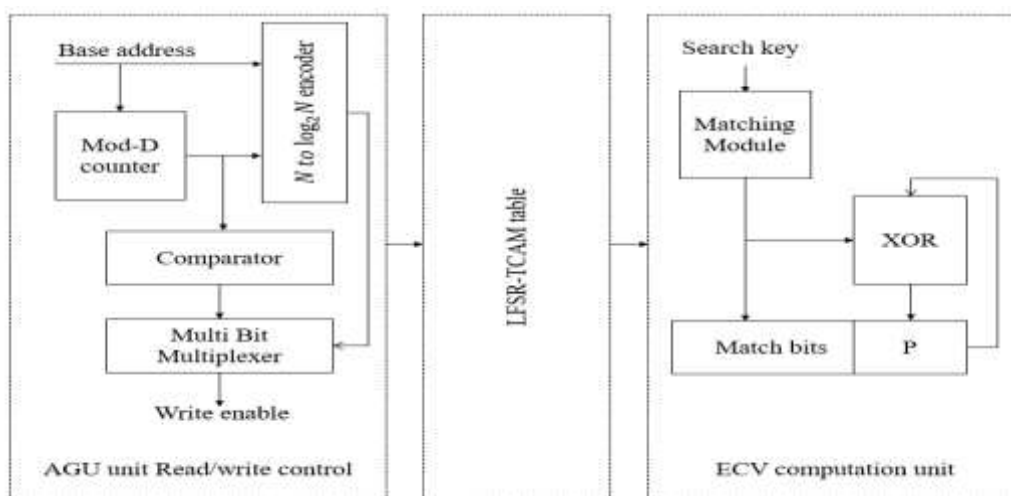 Base address
Mod-D
counter
N to log₂N encoder
Comparator
Multi Bit
Multiplexer
Write enable
AGU unit Read/write control
LFSR-TCAM table
Search key
Matching
Module
XOR
Match bits
P
ECV computation unit